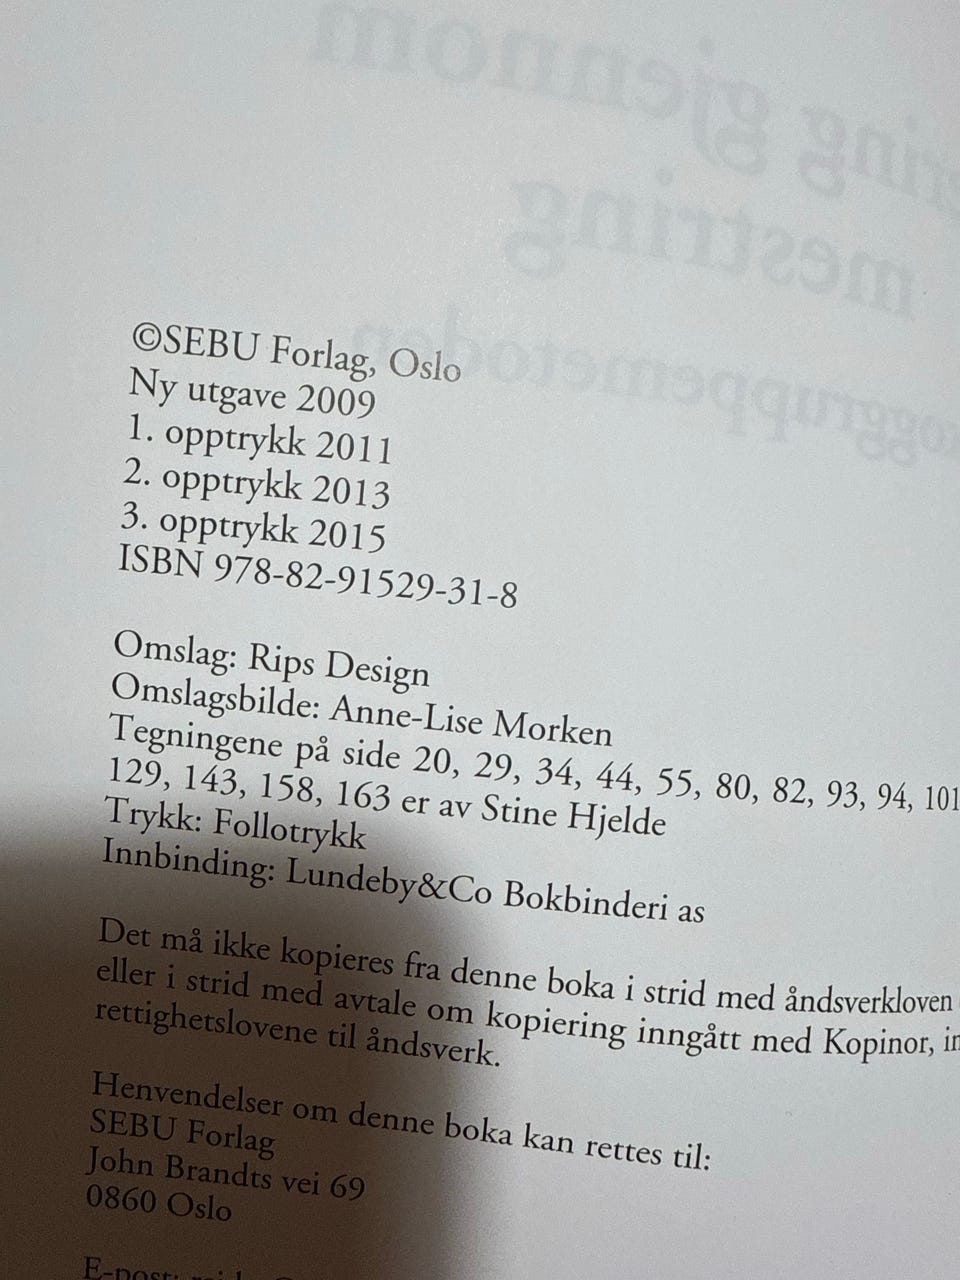 gjennom
mestring
©SEBU Forlag, Oslo
Ny utgave 2009
1. opptrykk 2011
2. opptrykk 2013
3. opptrykk 2015
ISBN 978-82-91529-31-8
Omslag: Rips Design
Omslagsbilde: Anne-Lise Morken
Tegningene på side 20, 29, 34, 44, 55, 80, 82, 93, 94, 101
129, 143, 158, 163 er av Stine Hjelde
Trykk: Follotrykk
Innbinding: Lundeby&Co Bokbinderi as
Det må ikke kopieres fra denne boka i strid med åndsverkloven
eller i strid med avtale om kopiering inngått med Kopinor,
rettighetslovene til åndsverk.
Henvendelser om denne boka kan rettes til:
SEBU Forlag
John Brandts vei 69
0860 Oslo
E-post: